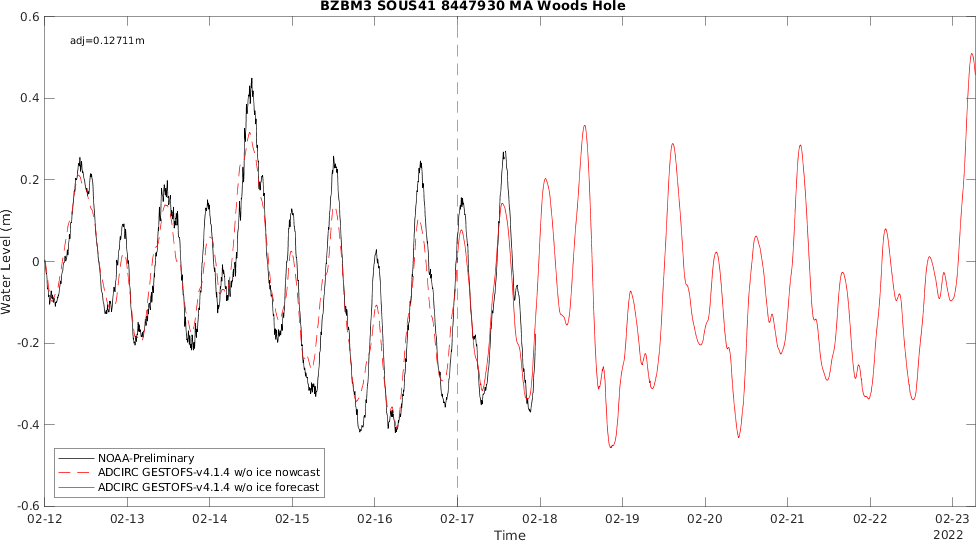 BZBM3 SOUS41 8447930 MA Woods Hole
adj=0.12711m
0.6
0.4
0.2
0
-0.2
-0.4
-0.6
Water Level (m)
NOAA-Preliminary
ADCIRC GESTOFS-v4.1.4 w/o ice nowcast
ADCIRC GESTOFS-v4.1.4 w/o ice forecast
02-12 02-13 02-14 02-15 02-16 02-17 02-18 02-19 02-20 02-21 02-22 02-23
Time
2022